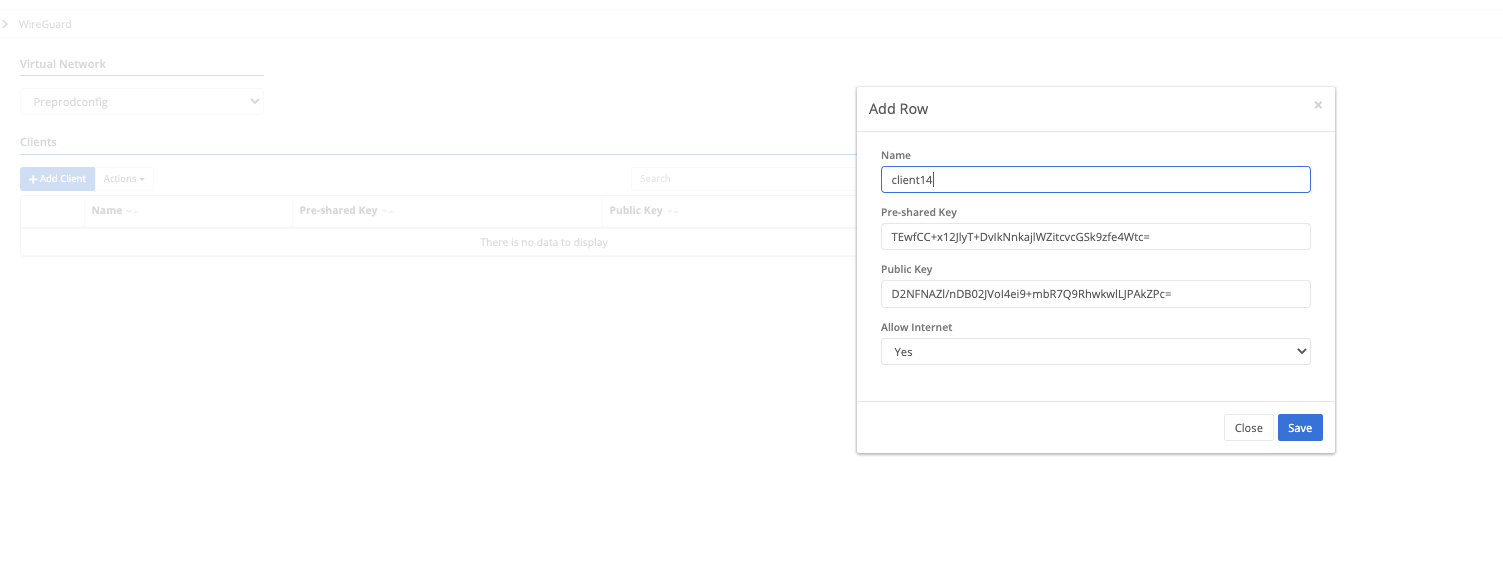 WireGuard
Virtual Network
Preprodconfig
Clients
Add Client Actions Search
Name Pre-shared Key Public Key
There is no data to display
Add Row ×
Name
client14
Pre-shared Key
TEwfCC+x12JlyT+DvIkNnkajlWZitcvcGSk9zfe4Wtc=
Public Key
D2NFNAZl/nDB02JVoI4ei9+mbR7Q9RhwkwlLJPAkZPc=
Allow Internet
Yes
Close Save